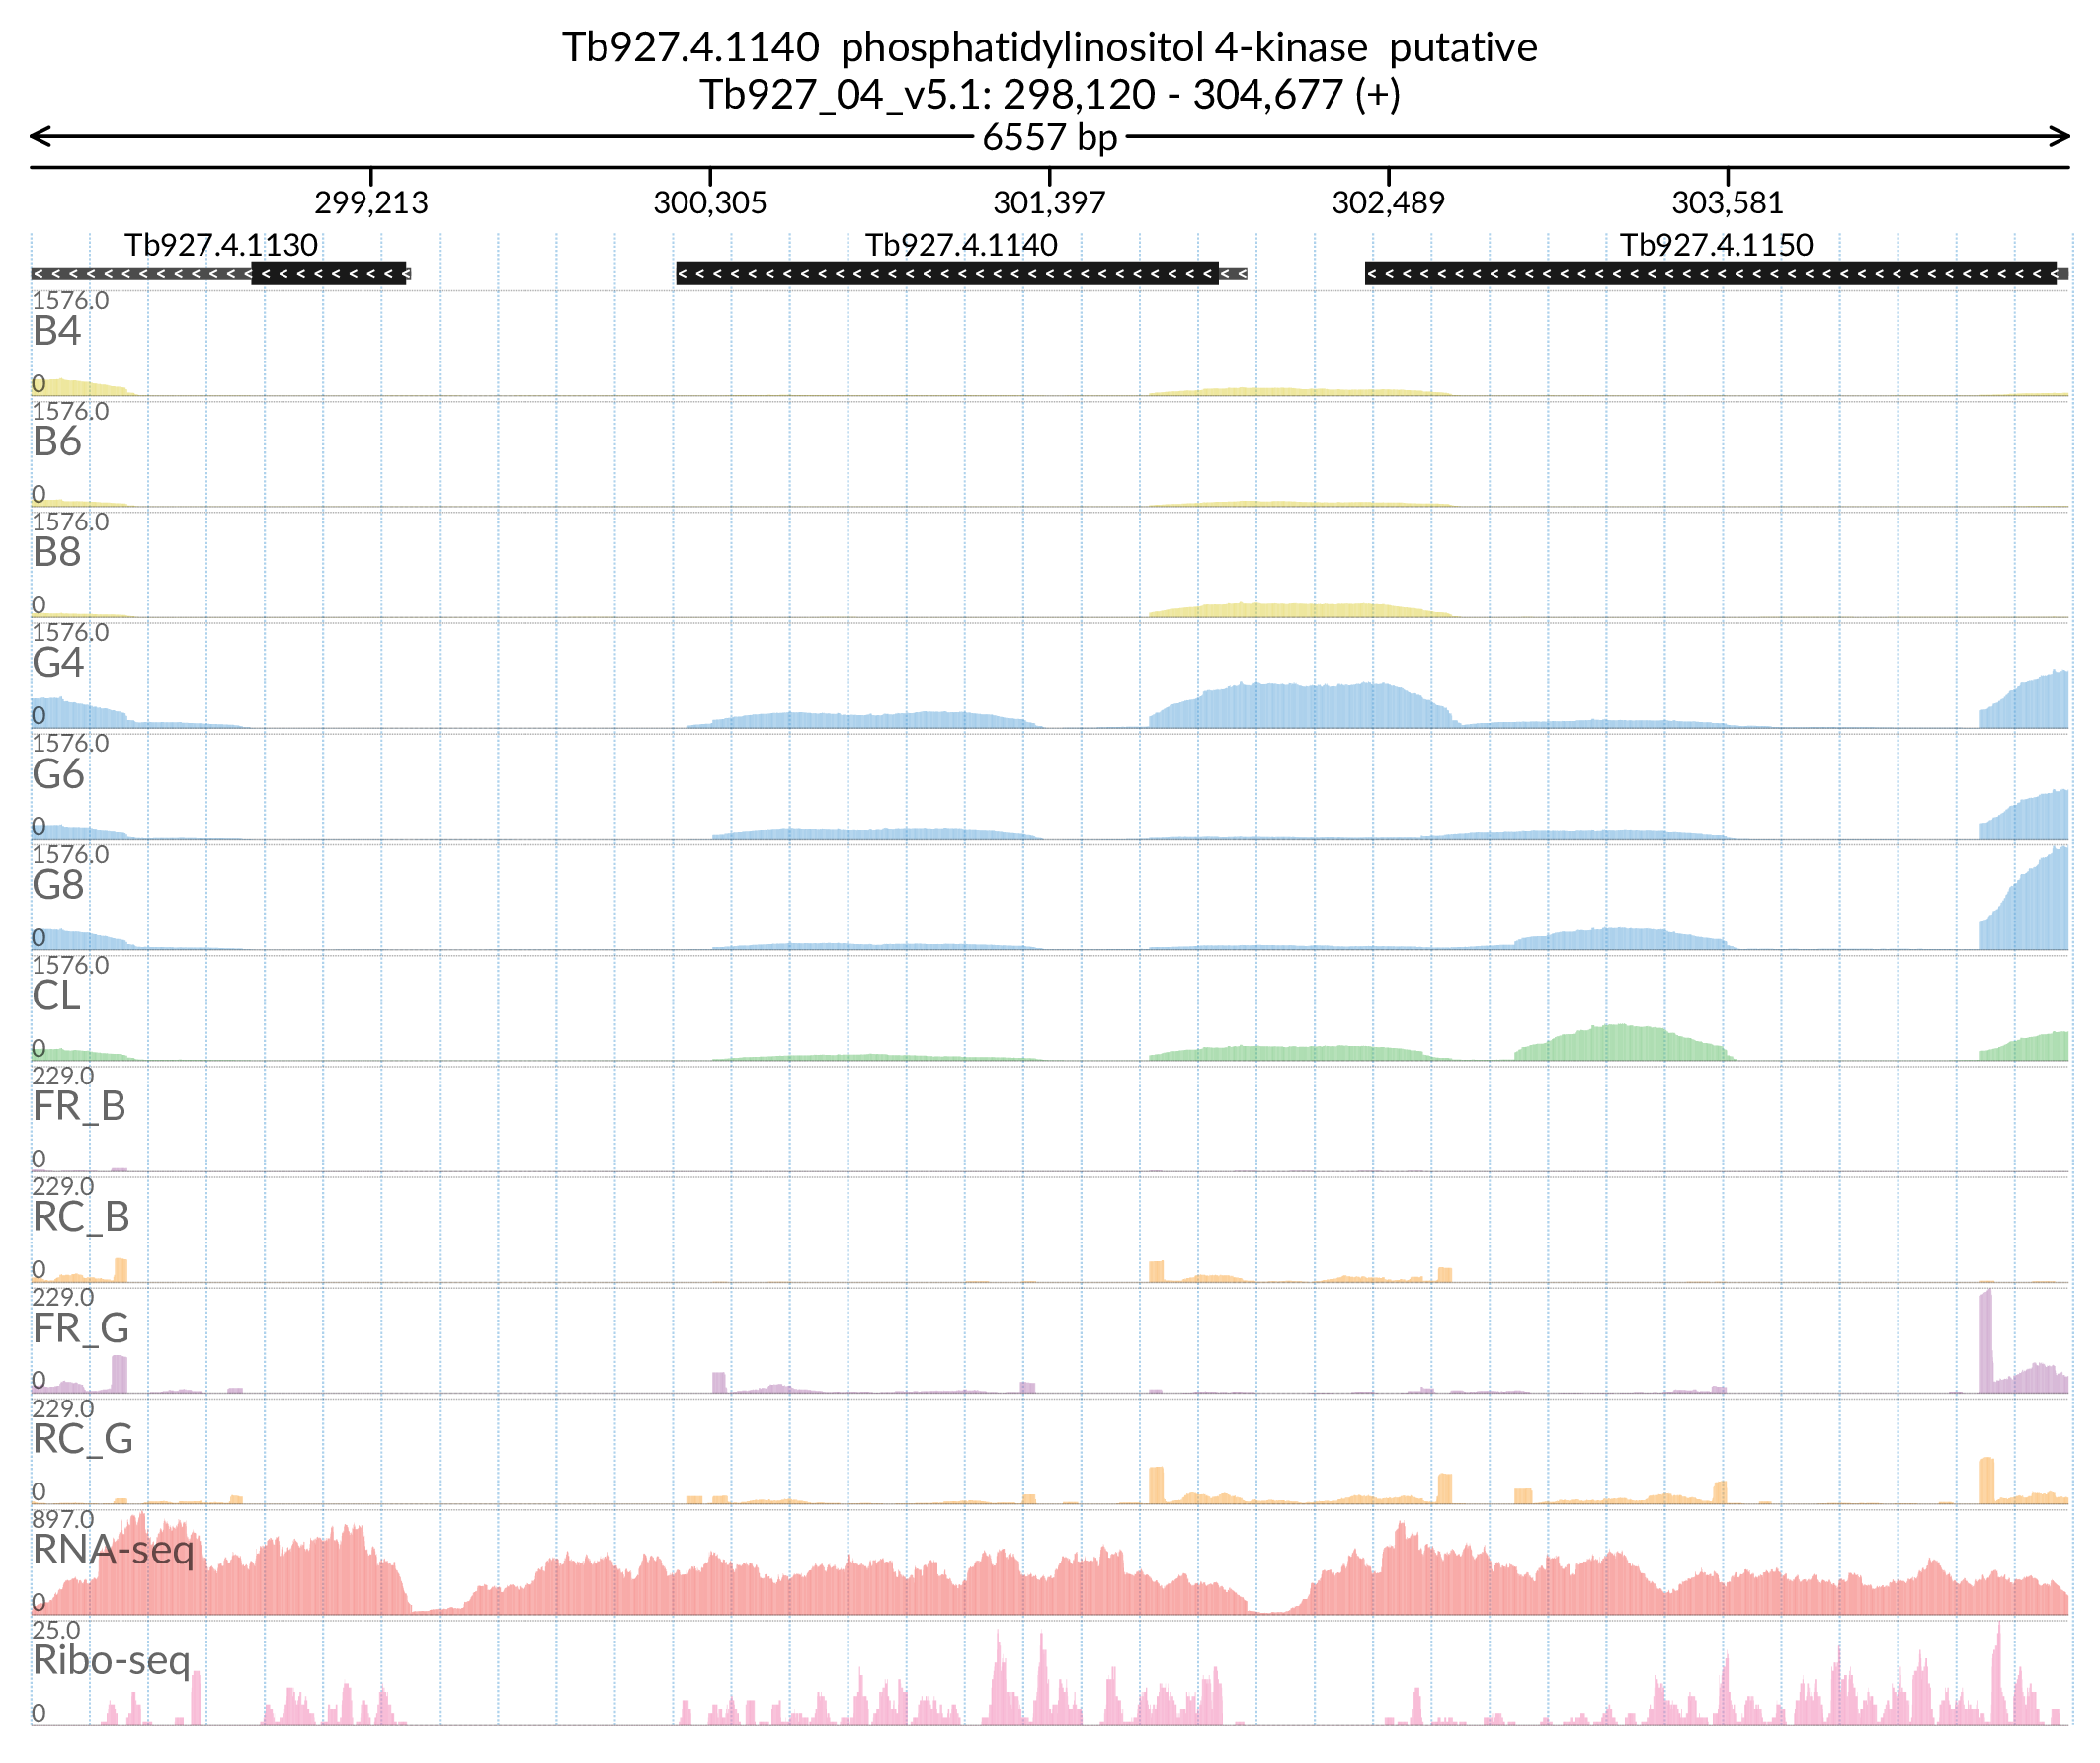 Tb927.4.1140 phosphatidylinositol 4-kinase putative
Tb927_04_v5.1: 298,120 - 304,677 (+)
6557 bp
299,213 300,305 301,397 302,489 303,581
Tb927.4.1130 Tb927.4.1140 Tb927.4.1150
1576.0
B4
0
1576.0
B6
0
1576.0
B8
0
1576.0
G4
0
1576.0
G6
0
1576.0
G8
0
1576.0
CL
0
229.0
FR_B
0
229.0
RC_B
0
229.0
FR_G
0
229.0
RC_G
0
897.0
RNA-seq
0
25.0
Ribo-seq
0